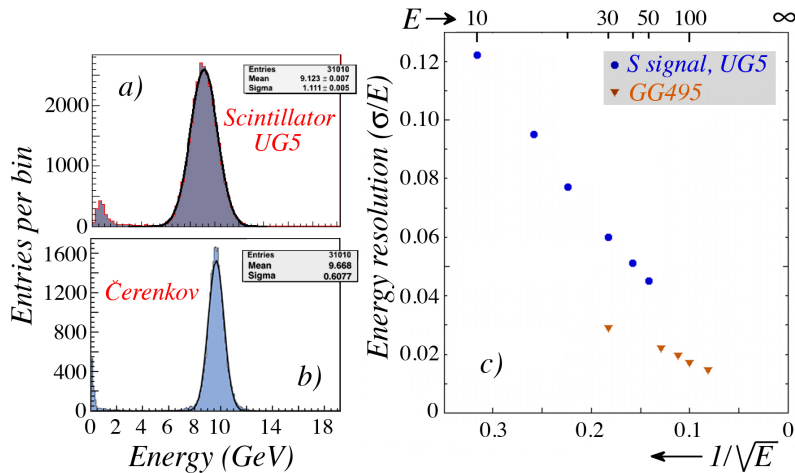 a)
Entries 31010
Mean 9.123 ± 0.007
Sigma 1.111 ± 0.005
Scintillator
UG5
2000
1000
0
Entries per bin
b)
Entries 31010
Mean 9.668
Sigma 0.6077
Čerenkov
1600
1200
800
400
0
0 2 4 6 8 10 12 14 18
Energy (GeV)
E → 10 30 50 100 ∞
S signal, UG5
GG495
0.12
0.10
0.08
0.06
0.04
0.02
0
Energy resolution (σ/E)
c)
0.3 0.2 0.1 0
← 1/√E